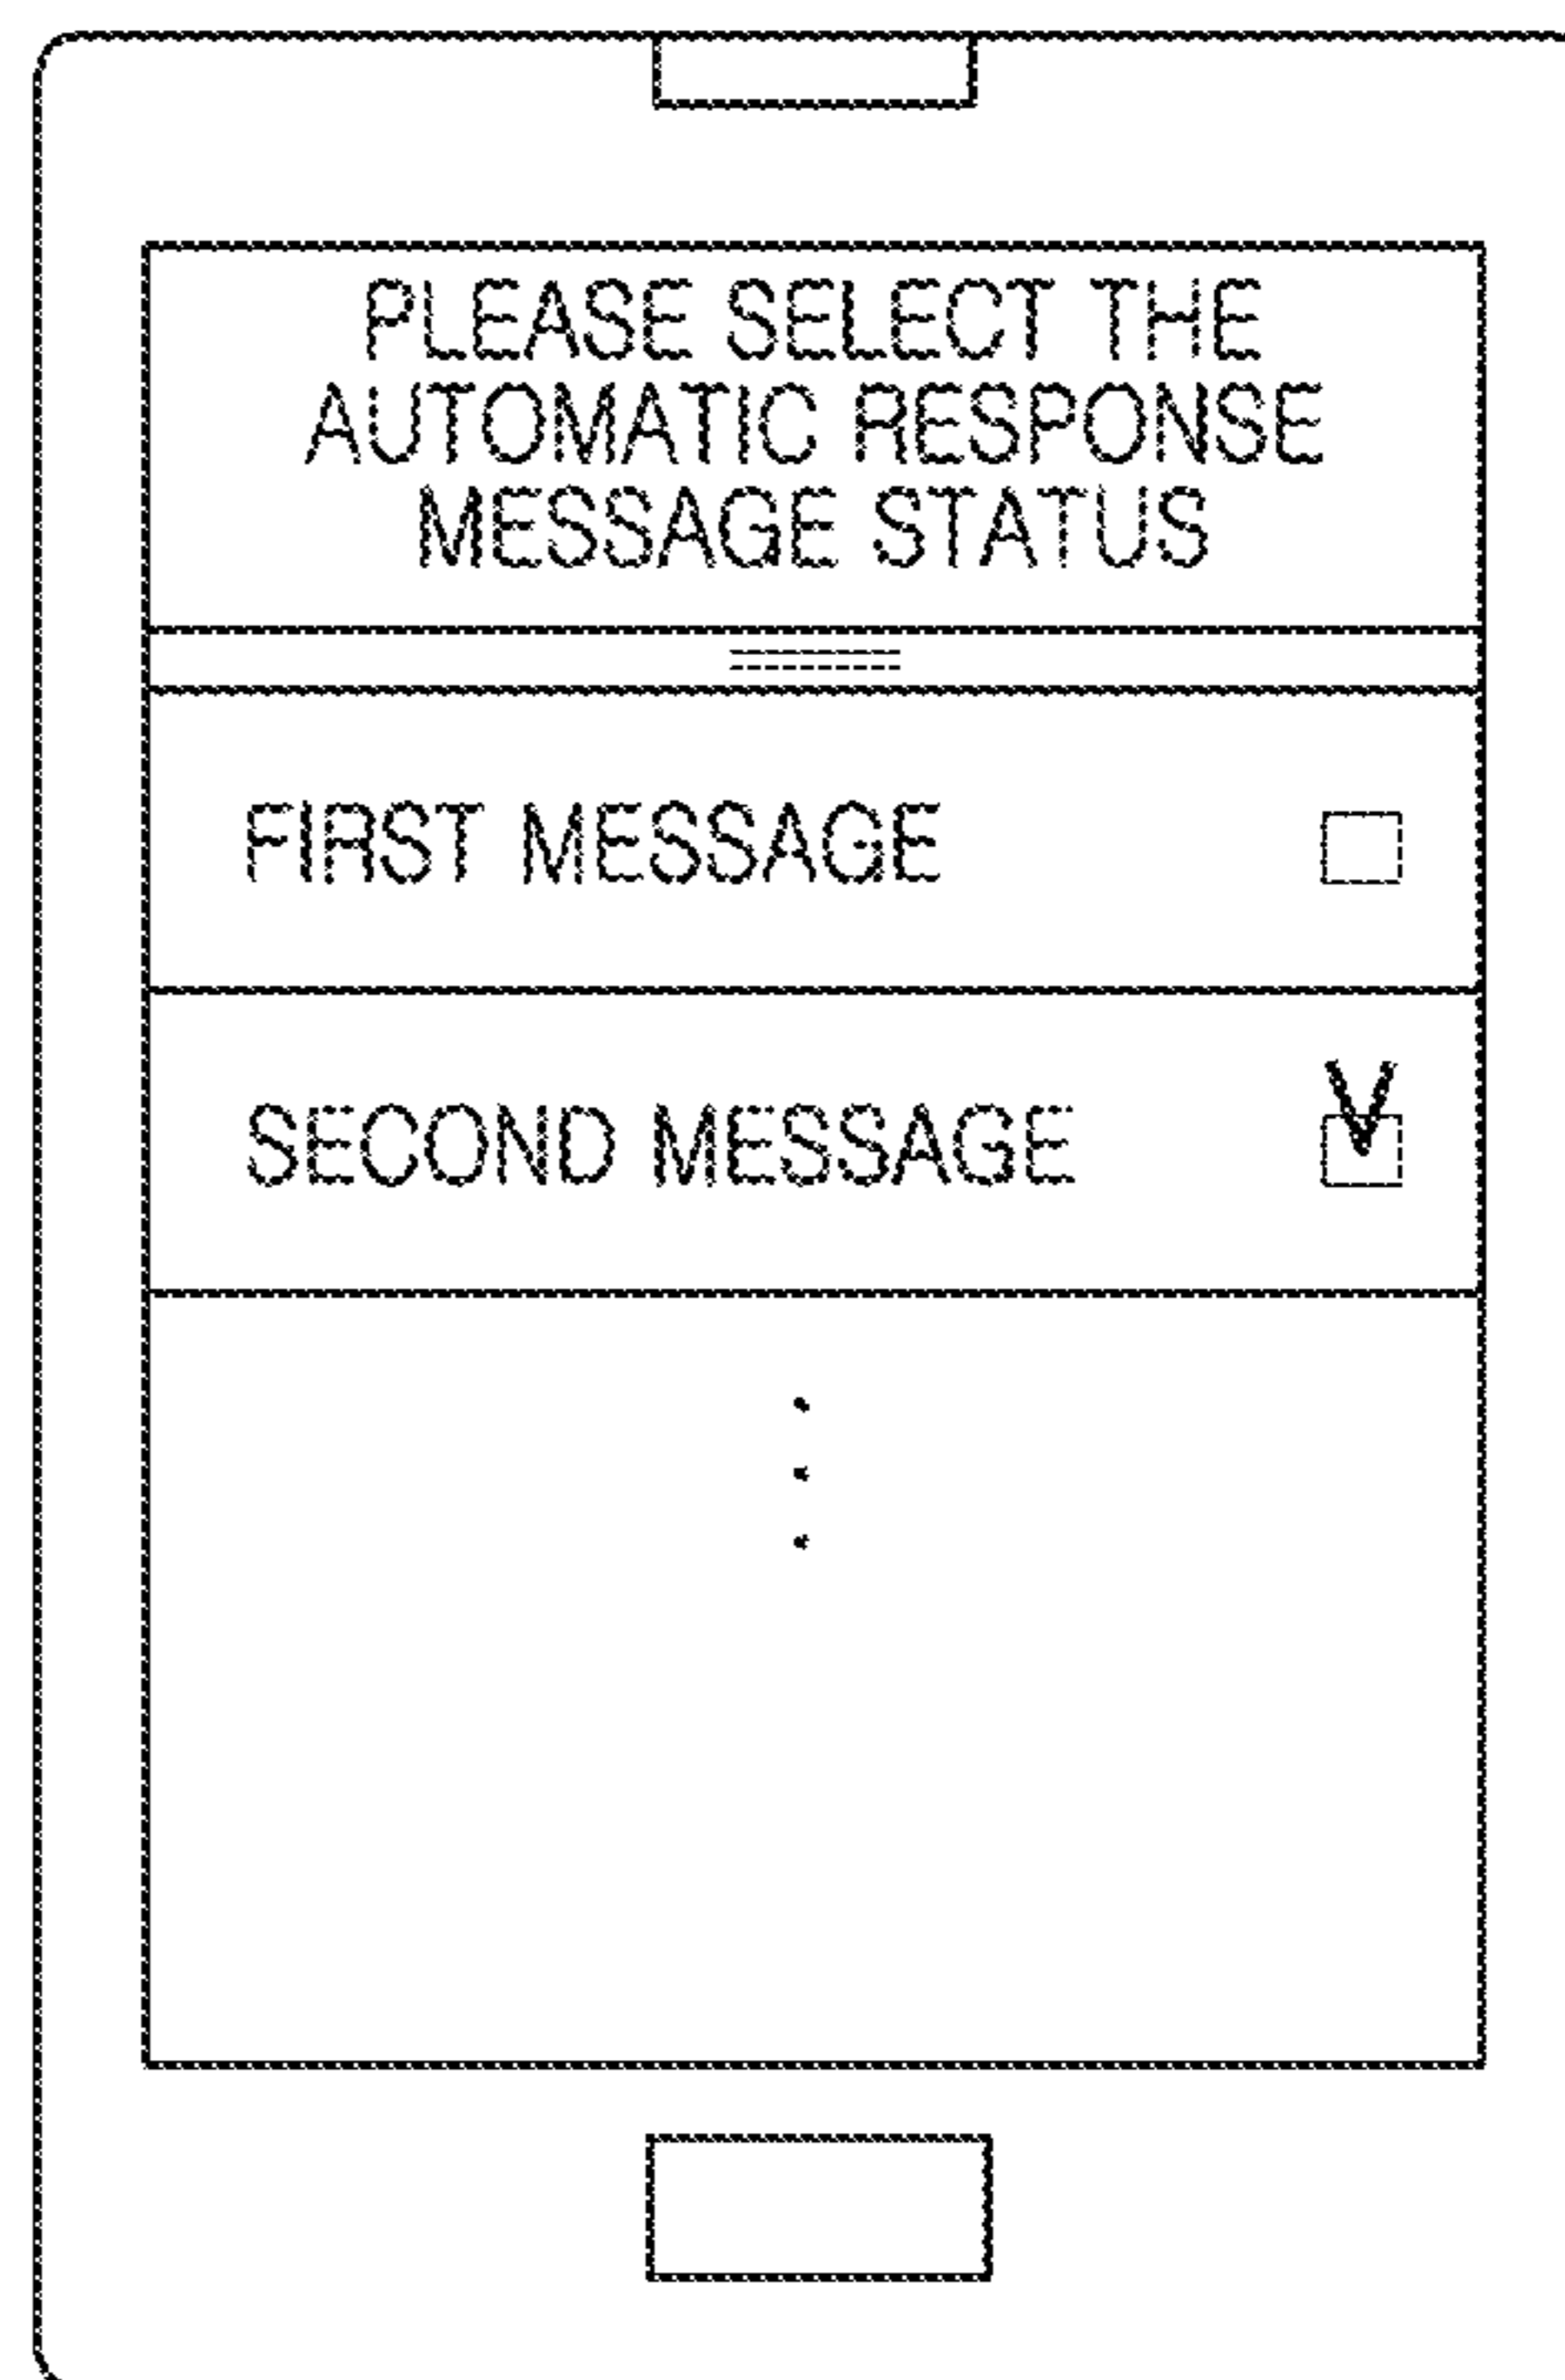 PLEASE SELECT THE
AUTOMATIC RESPONSE
MESSAGE STATUS
FIRST MESSAGE
SECOND MESSAGE